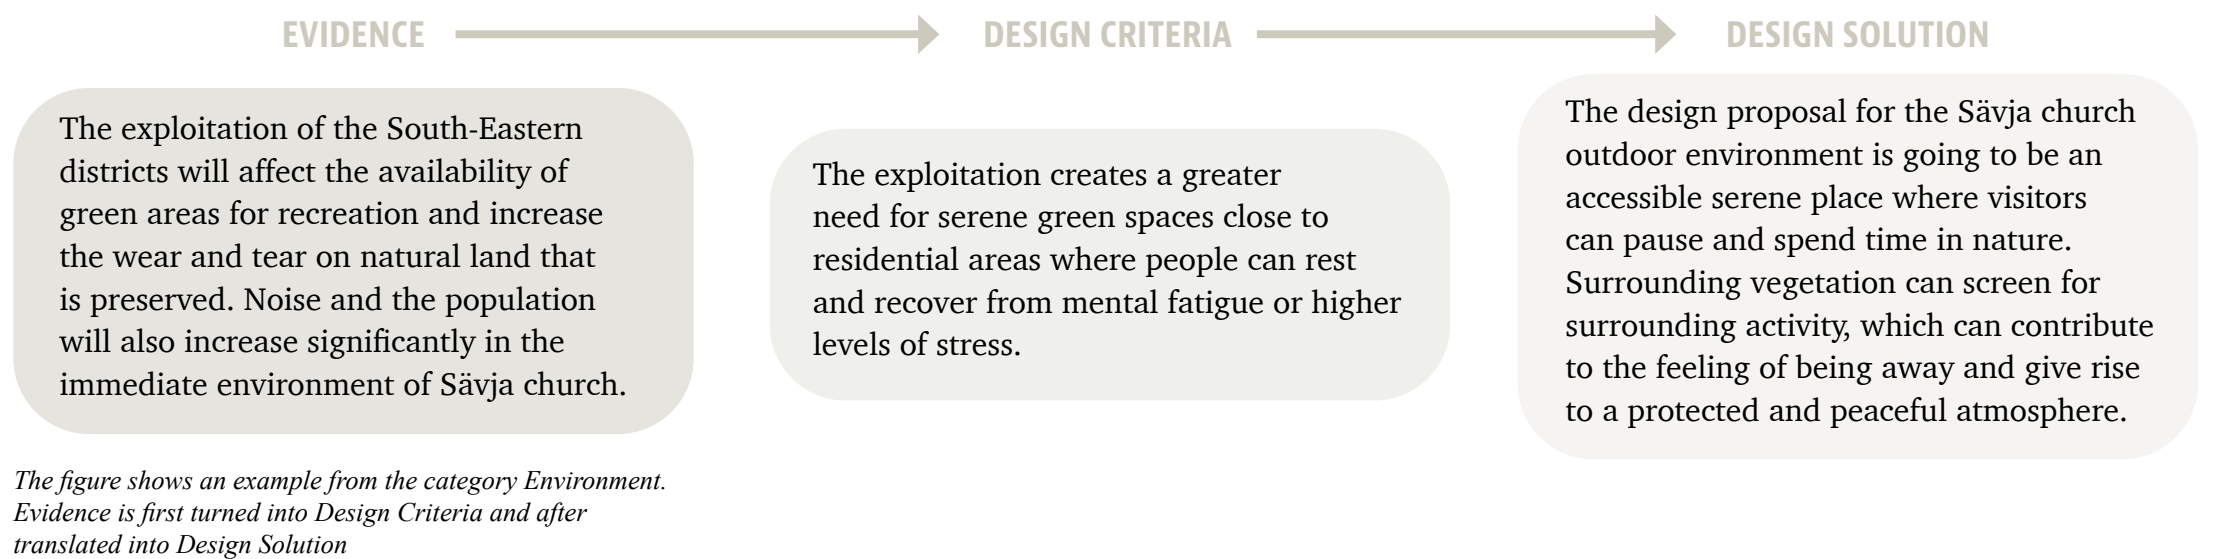 EVIDENCE
DESIGN CRITERIA
DESIGN SOLUTION
The exploitation of the South-Eastern
districts will affect the availability of
green areas for recreation and increase
the wear and tear on natural land that
is preserved. Noise and the population
will also increase significantly in the
immediate environment of Sävja church.
The exploitation creates a greater
need for serene green spaces close to
residential areas where people can rest
and recover from mental fatigue or higher
levels of stress.
The design proposal for the Sävja church
outdoor environment is going to be an
accessible serene place where visitors
can pause and spend time in nature.
Surrounding vegetation can screen for
surrounding activity, which can contribute
to the feeling of being away and give rise
to a protected and peaceful atmosphere.
The figure shows an example from the category Environment.
Evidence is first turned into Design Criteria and after
translated into Design Solution